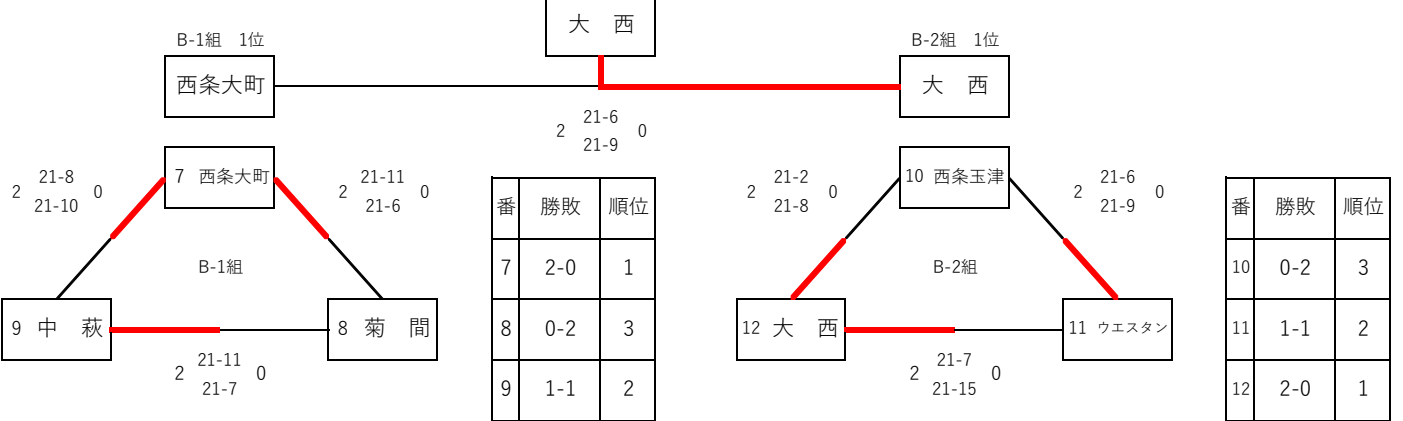 大　西
B-1組　1位
B-2組　1位
西条大町
大　西
2 21-6 0
21-9
7 西条大町
2 21-8 0
21-10
2 21-11 0
21-6
B-1組
9 中　萩
8 菊　間
2 21-11 0
21-7
番 勝敗 順位
7 2-0 1
8 0-2 3
9 1-1 2
10 西条玉津
2 21-2 0
21-8
2 21-6 0
21-9
B-2組
12 大　西
11 ウエスタン
2 21-7 0
21-15
番 勝敗 順位
10 0-2 3
11 1-1 2
12 2-0 1